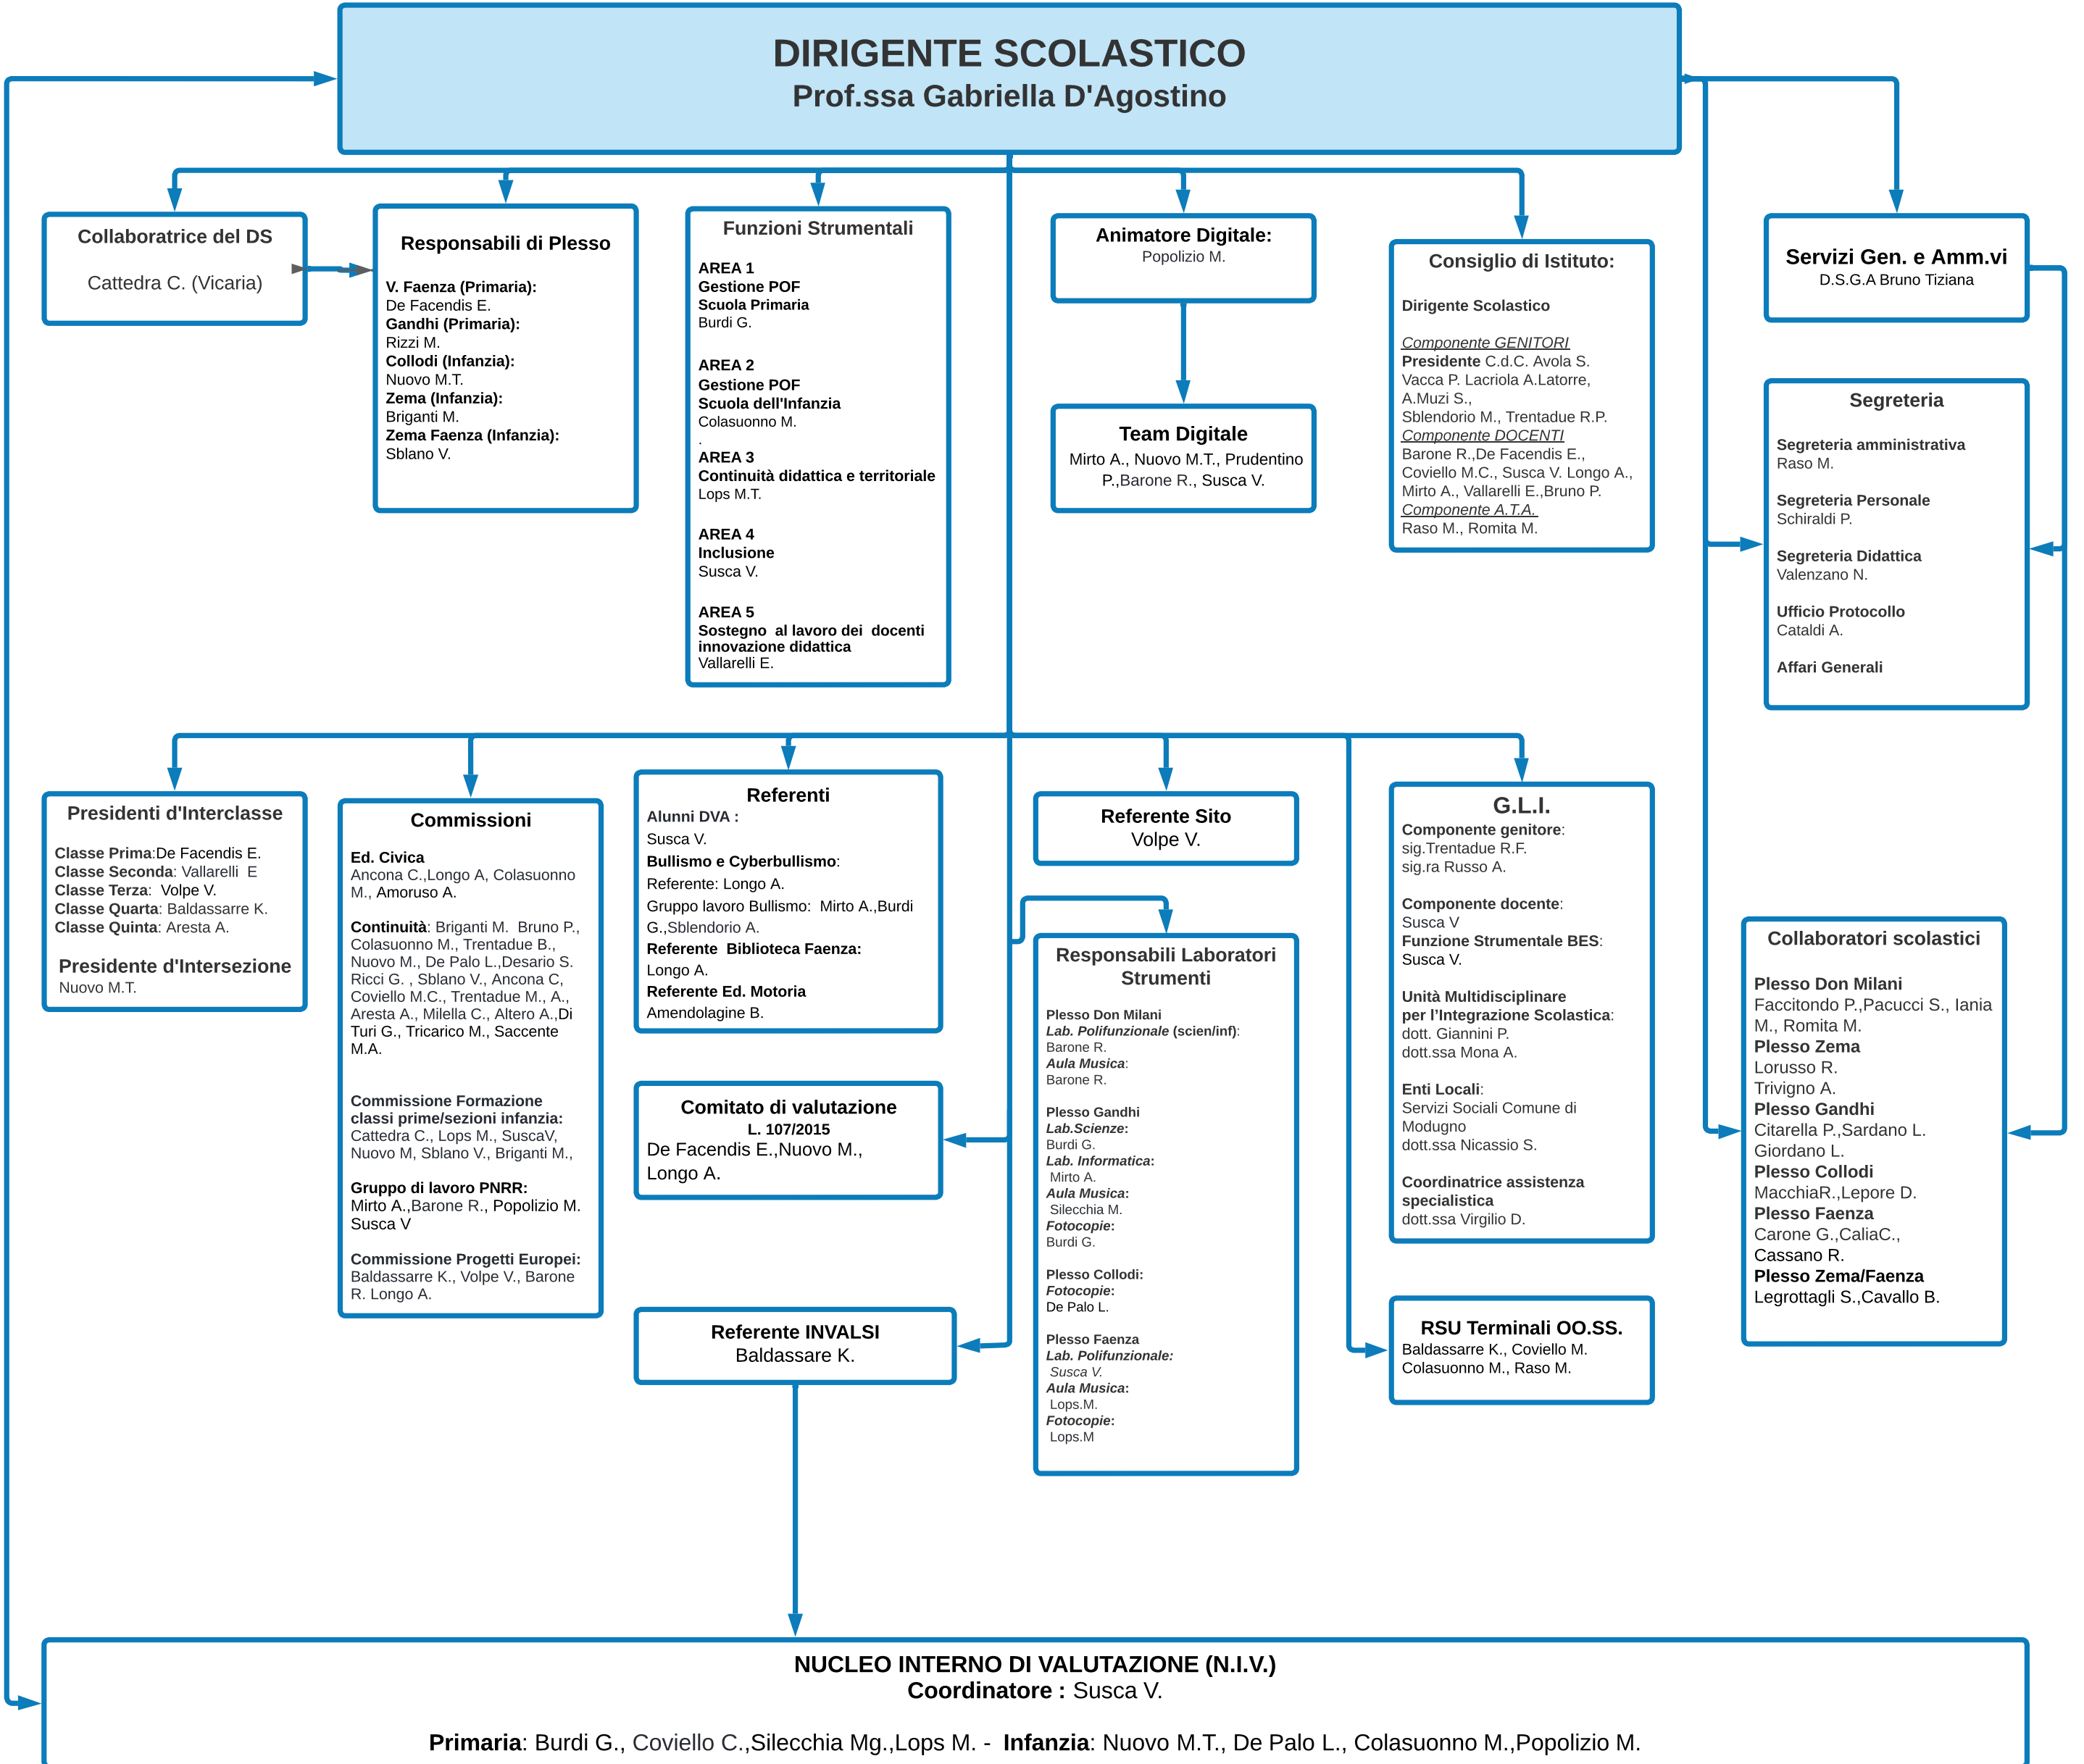 DIRIGENTE SCOLASTICO
Prof.ssa Gabriella D'Agostino
Collaboratrice del DS
Cattedra C. (Vicaria)
Responsabili di Plesso
V. Faenza (Primaria):
De Facendis E.
Gandhi (Primaria):
Rizzi M.
Collodi (Infanzia):
Nuovo M.T.
Zema (Infanzia):
Briganti M.
Zema Faenza (Infanzia):
Sblano V.
Funzioni Strumentali
AREA 1
Gestione POF
Scuola Primaria
Burdi G.
AREA 2
Gestione POF
Scuola dell'Infanzia
Colasuonno M.
.
AREA 3
Continuità didattica e territoriale
Lops M.T.
AREA 4
Inclusione
Susca V.
AREA 5
Sostegno  al lavoro dei  docenti
innovazione didattica
Vallarelli E.
Animatore Digitale:
Popolizio M.
Team Digitale
Mirto A., Nuovo M.T., Prudentino
P.,Barone R., Susca V.
Consiglio di Istituto:
Dirigente Scolastico
Componente GENITORI
Presidente C.d.C. Avola S.
Vacca P. Lacriola A.Latorre,
A.Muzi S.,
Sblendorio M., Trentadue R.P.
Componente DOCENTI
Barone R.,De Facendis E.,
Coviello M.C., Susca V. Longo A.,
Mirto A., Vallarelli E.,Bruno P.
Componente A.T.A.
Raso M., Romita M.
Servizi Gen. e Amm.vi
D.S.G.A Bruno Tiziana
Segreteria
Segreteria amministrativa
Raso M.
Segreteria Personale
Schiraldi P.
Segreteria Didattica
Valenzano N.
Ufficio Protocollo
Cataldi A.
Affari Generali
Presidenti d'Interclasse
Classe Prima:De Facendis E.
Classe Seconda: Vallarelli  E
Classe Terza:  Volpe V.
Classe Quarta: Baldassarre K.
Classe Quinta: Aresta A.
Presidente d'Intersezione
Nuovo M.T.
Commissioni
Ed. Civica
Ancona C.,Longo A, Colasuonno
M., Amoruso A.
Continuità: Briganti M.  Bruno P.,
Colasuonno M., Trentadue B.,
Nuovo M., De Palo L.,Desario S.
Ricci G. , Sblano V., Ancona C,
Coviello M.C., Trentadue M., A.,
Aresta A., Milella C., Altero A.,Di
Turi G., Tricarico M., Saccente
M.A.
Commissione Formazione
classi prime/sezioni infanzia:
Cattedra C., Lops M., SuscaV,
Nuovo M, Sblano V., Briganti M.,
Gruppo di lavoro PNRR:
Mirto A.,Barone R., Popolizio M.
Susca V
Commissione Progetti Europei:
Baldassarre K., Volpe V., Barone
R. Longo A.
Referenti
Alunni DVA :
Susca V.
Bullismo e Cyberbullismo:
Referente: Longo A.
Gruppo lavoro Bullismo:  Mirto A.,Burdi
G.,Sblendorio A.
Referente  Biblioteca Faenza:
Longo A.
Referente Ed. Motoria
Amendolagine B.
Comitato di valutazione
L. 107/2015
De Facendis E.,Nuovo M.,
Longo A.
Referente INVALSI
Baldassare K.
Referente Sito
Volpe V.
Responsabili Laboratori
Strumenti
Plesso Don Milani
Lab. Polifunzionale (scien/inf):
Barone R.
Aula Musica:
Barone R.
Plesso Gandhi
Lab.Scienze:
Burdi G.
Lab. Informatica:
Mirto A.
Aula Musica:
Silecchia M.
Fotocopie:
Burdi G.
Plesso Collodi:
Fotocopie:
De Palo L.
Plesso Faenza
Lab. Polifunzionale:
Susca V.
Aula Musica:
Lops.M.
Fotocopie:
Lops.M
G.L.I.
Componente genitore:
sig.Trentadue R.F.
sig.ra Russo A.
Componente docente:
Susca V
Funzione Strumentale BES:
Susca V.
Unità Multidisciplinare
per l’Integrazione Scolastica:
dott. Giannini P.
dott.ssa Mona A.
Enti Locali:
Servizi Sociali Comune di
Modugno
dott.ssa Nicassio S.
Coordinatrice assistenza
specialistica
dott.ssa Virgilio D.
RSU Terminali OO.SS.
Baldassarre K., Coviello M.
Colasuonno M., Raso M.
Collaboratori scolastici
Plesso Don Milani
Faccitondo P.,Pacucci S., Iania
M., Romita M.
Plesso Zema
Lorusso R.
Trivigno A.
Plesso Gandhi
Citarella P.,Sardano L.
Giordano L.
Plesso Collodi
MacchiaR.,Lepore D.
Plesso Faenza
Carone G.,CaliaC.,
Cassano R.
Plesso Zema/Faenza
Legrottagli S.,Cavallo B.
NUCLEO INTERNO DI VALUTAZIONE (N.I.V.)
Coordinatore : Susca V.
Primaria: Burdi G., Coviello C.,Silecchia Mg.,Lops M. -  Infanzia: Nuovo M.T., De Palo L., Colasuonno M.,Popolizio M.